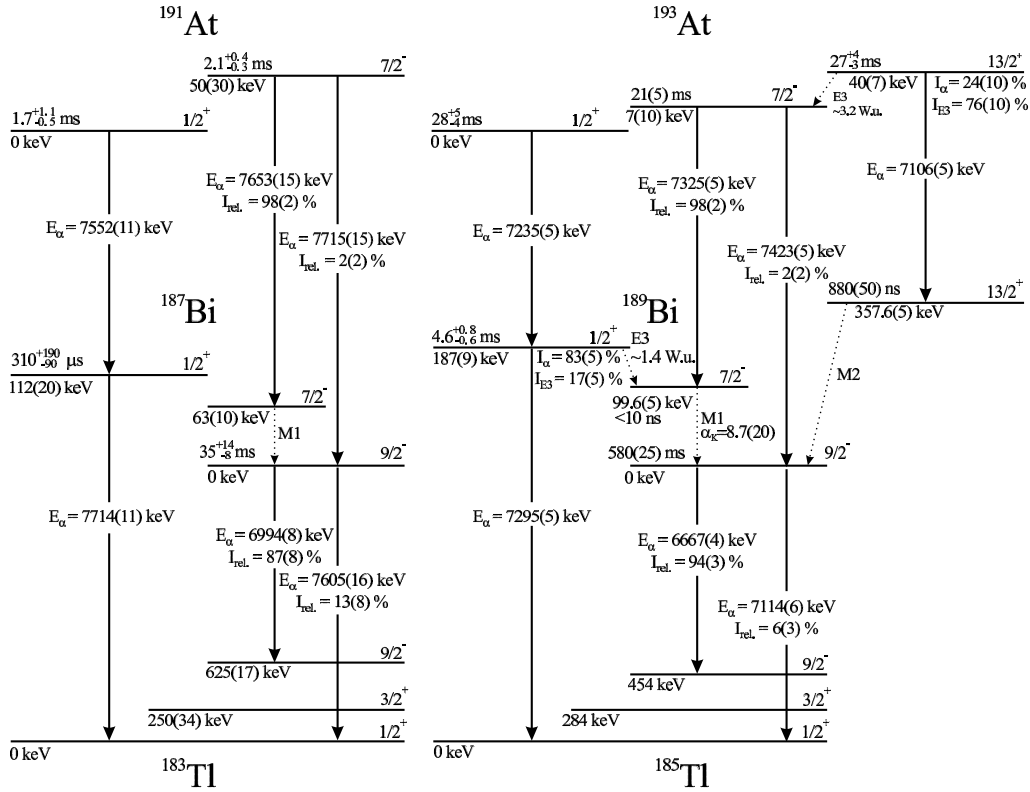 ¹⁹¹At
2.1 +0.4 -0.3 ms 7/2⁻
50(30) keV
1.7 +1.1 -0.5 ms 1/2⁺
0 keV
Eα = 7653(15) keV
Irel. = 98(2) %
Eα = 7552(11) keV
Eα = 7715(15) keV
Irel. = 2(2) %
¹⁸⁷Bi
310 +190 -90 μs 1/2⁺
112(20) keV
7/2⁻
63(10) keV
M1
35 +14 -8 ms 9/2⁻
0 keV
Eα = 7714(11) keV
Eα = 6994(8) keV
Irel. = 87(8) %
Eα = 7605(16) keV
Irel. = 13(8) %
9/2⁻
625(17) keV
3/2⁺
250(34) keV
1/2⁺
0 keV
¹⁸³Tl
¹⁹³At
27 +4 -3 ms 13/2⁺
40(7) keV
Iα = 24(10) %
IE3 = 76(10) %
E3
~3.2 W.u.
21(5) ms 7/2⁻
7(10) keV
28 +5 -4 ms 1/2⁺
0 keV
Eα = 7106(5) keV
Eα = 7325(5) keV
Irel. = 98(2) %
Eα = 7235(5) keV
Eα = 7423(5) keV
Irel. = 2(2) %
¹⁸⁹Bi
880(50) ns 13/2⁺
357.6(5) keV
4.6 +0.8 -0.6 ms 1/2⁺ E3
187(9) keV Iα = 83(5) % ~1.4 W.u.
IE3 = 17(5) %
7/2⁻
99.6(5) keV
<10 ns
M1
αK=8.7(20)
M2
580(25) ms 9/2⁻
0 keV
Eα = 7295(5) keV
Eα = 6667(4) keV
Irel. = 94(3) %
Eα = 7114(6) keV
Irel. = 6(3) %
9/2⁻
454 keV
3/2⁺
284 keV
1/2⁺
0 keV
¹⁸⁵Tl